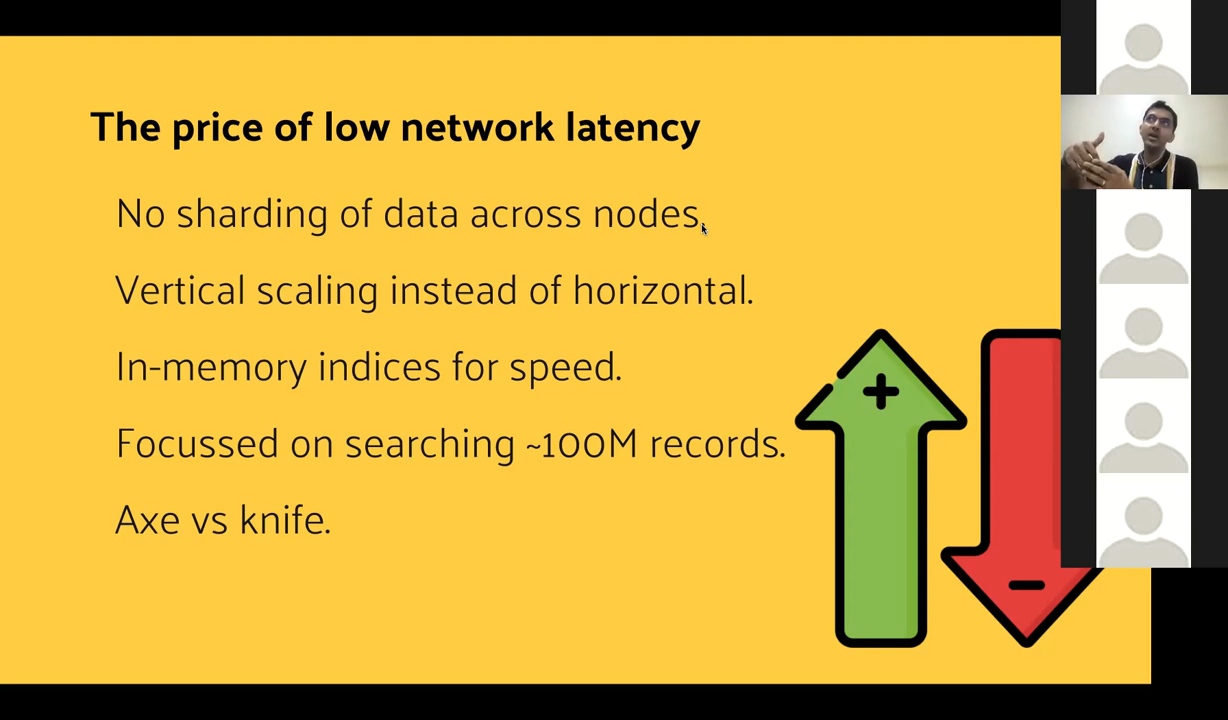 The price of low network latency
No sharding of data across nodes.
Vertical scaling instead of horizontal.
In-memory indices for speed.
Focussed on searching ~100M records.
Axe vs knife.